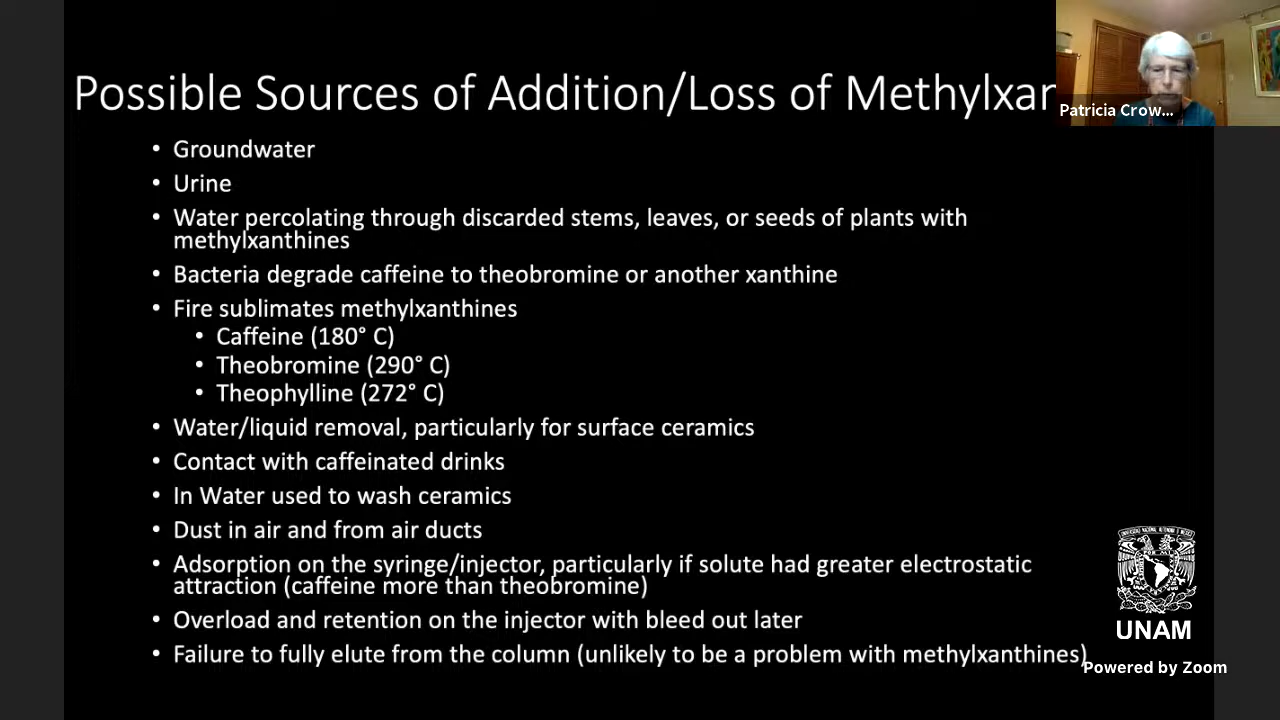 Possible Sources of Addition/Loss of Methylxan
Patricia Crow...
• Groundwater
• Urine
• Water percolating through discarded stems, leaves, or seeds of plants with
methylxanthines
• Bacteria degrade caffeine to theobromine or another xanthine
• Fire sublimates methylxanthines
• Caffeine (180° C)
• Theobromine (290° C)
• Theophylline (272° C)
• Water/liquid removal, particularly for surface ceramics
• Contact with caffeinated drinks
• In Water used to wash ceramics
• Dust in air and from air ducts
• Adsorption on the syringe/injector, particularly if solute had greater electrostatic
attraction (caffeine more than theobromine)
• Overload and retention on the injector with bleed out later
• Failure to fully elute from the column (unlikely to be a problem with methylxanthines)
UNAM
Powered by Zoom